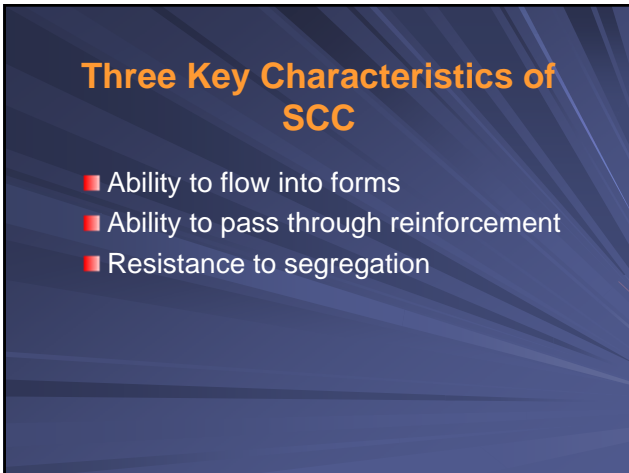 Three Key Characteristics of
SCC
Ability to flow into forms
Ability to pass through reinforcement
Resistance to segregation